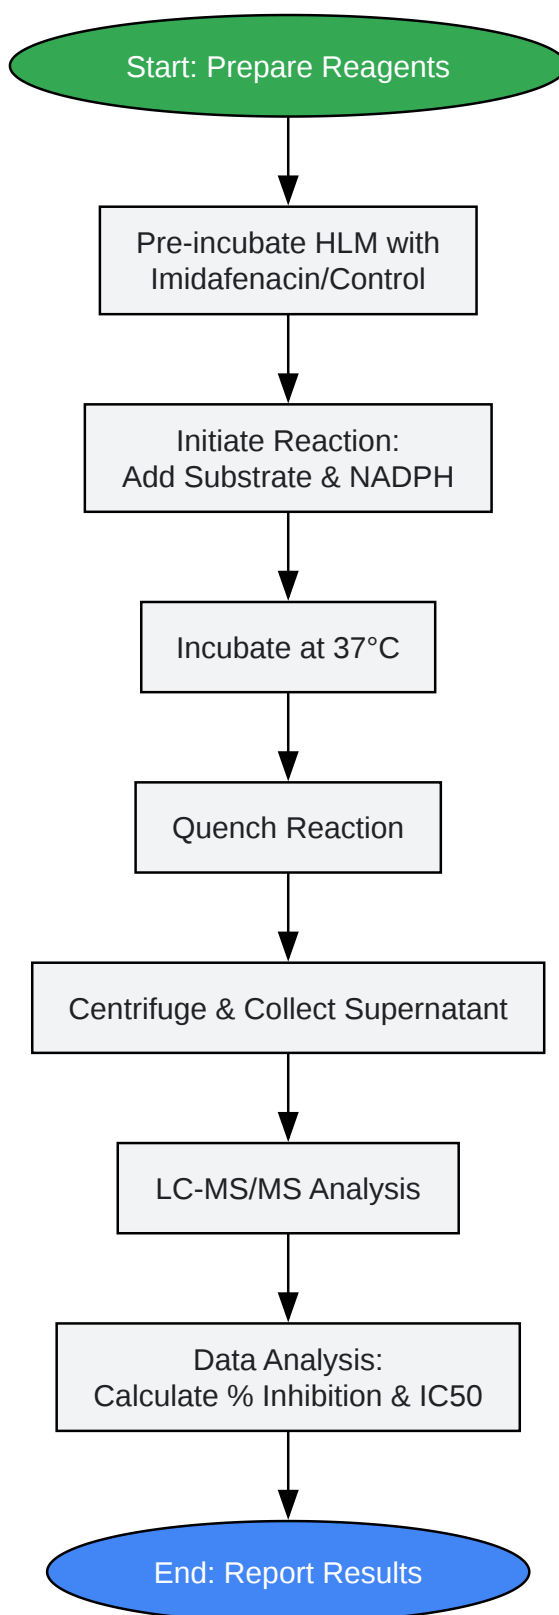 Start: Prepare Reagents
Pre-incubate HLM with
Imidafenacin/Control
Initiate Reaction:
Add Substrate & NADPH
Incubate at 37°C
Quench Reaction
Centrifuge & Collect Supernatant
LC-MS/MS Analysis
Data Analysis:
Calculate % Inhibition & IC50
End: Report Results